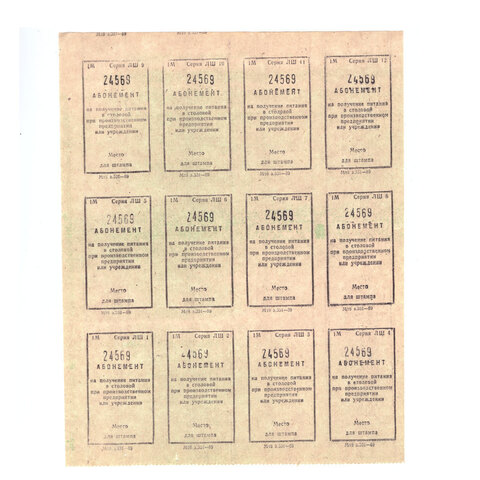 1М Серия ЛШ 9
24569
АБОНЕМЕНТ
на получение питания
в столовой
при производственном
предприятии
или учреждении
Место
для штампа
1М Серия ЛШ 10
24569
АБОНЕМЕНТ
на получение питания
в столовой
при производственном
предприятии
или учреждении
Место
для штампа
1М Серия ЛШ 11
24569
АБОНЕМЕНТ
на получение питания
в столовой
при производственном
предприятии
или учреждении
Место
для штампа
1М Серия ЛШ 12
24569
АБОНЕМЕНТ
на получение питания
в столовой
при производственном
предприятии
или учреждении
Место
для штампа
1М Серия ЛШ 5
24569
АБОНЕМЕНТ
на получение питания
в столовой
при производственном
предприятии
или учреждении
Место
для штампа
1М Серия ЛШ 6
24569
АБОНЕМЕНТ
на получение питания
в столовой
при производственном
предприятии
или учреждении
Место
для штампа
1М Серия ЛШ 7
24569
АБОНЕМЕНТ
на получение питания
в столовой
при производственном
предприятии
или учреждении
Место
для штампа
1М Серия ЛШ 8
24569
АБОНЕМЕНТ
на получение питания
в столовой
при производственном
предприятии
или учреждении
Место
для штампа
1М Серия ЛШ 1
24569
АБОНЕМЕНТ
на получение питания
в столовой
при производственном
предприятии
или учреждении
Место
для штампа
1М Серия ЛШ 2
24569
АБОНЕМЕНТ
на получение питания
в столовой
при производственном
предприятии
или учреждении
Место
для штампа
1М Серия ЛШ 3
24569
АБОНЕМЕНТ
на получение питания
в столовой
при производственном
предприятии
или учреждении
Место
для штампа
1М Серия ЛШ 4
24569
АБОНЕМЕНТ
на получение питания
в столовой
при производственном
предприятии
или учреждении
Место
для штампа